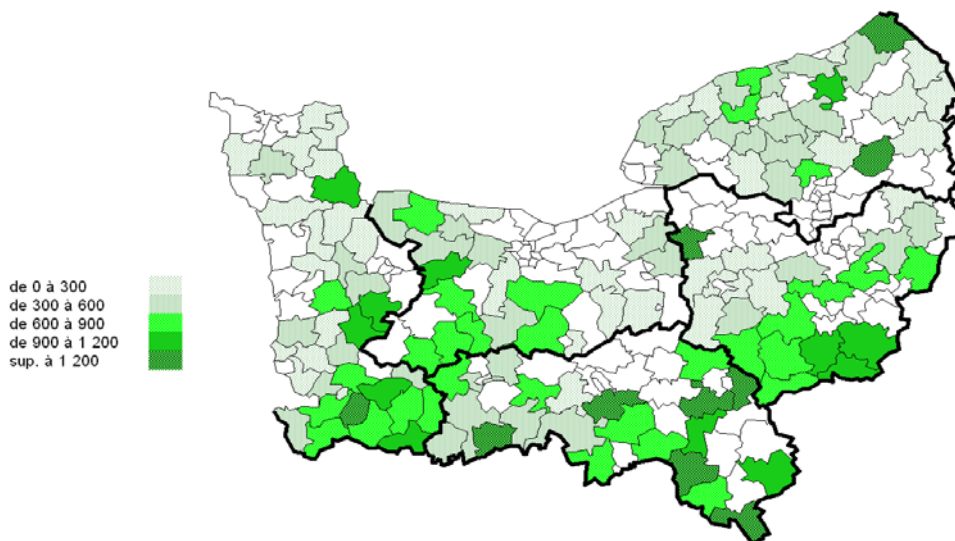 de 0 à 300
de 300 à 600
de 600 à 900
de 900 à 1 200
sup. à 1 200